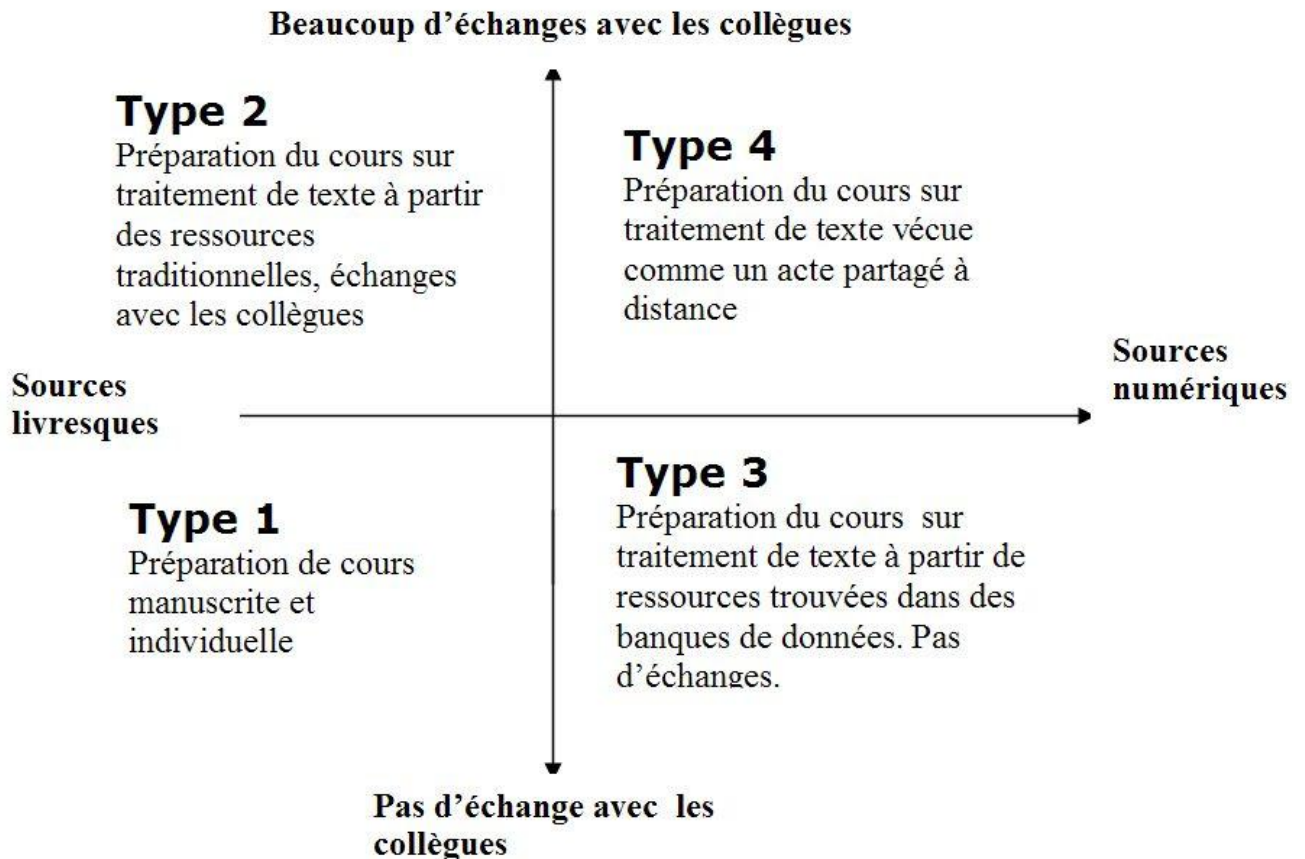 Beaucoup d'échanges avec les collègues
Type 2
Préparation du cours sur
traitement de texte à partir
des ressources
traditionnelles, échanges
avec les collègues
Type 4
Préparation du cours sur
traitement de texte vécue
comme un acte partagé à
distance
Sources
livresques
Sources
numériques
Type 1
Préparation de cours
manuscrite et
individuelle
Type 3
Préparation du cours  sur
traitement de texte à partir de
ressources trouvées dans des
banques de données. Pas
d'échanges.
Pas d'échange avec  les
collègues